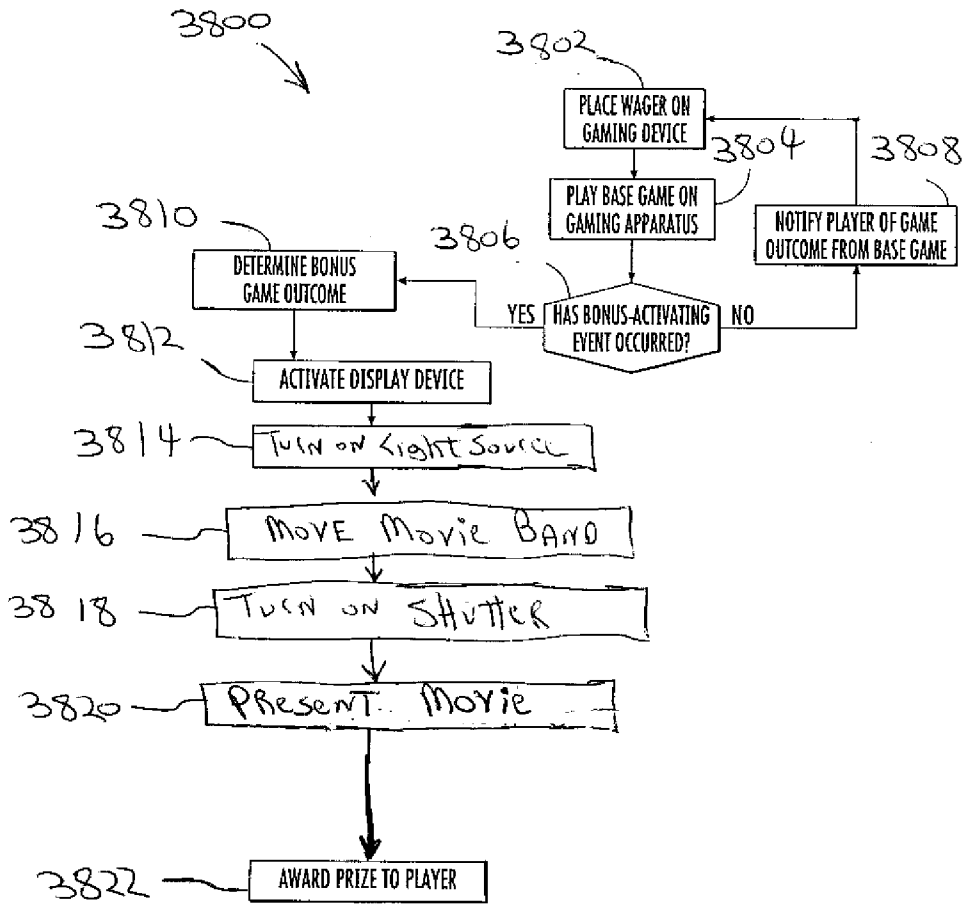 3800
3802
PLACE WAGER ON
GAMING DEVICE
3804
3808
PLAY BASE GAME ON
GAMING APPARATUS
NOTIFY PLAYER OF GAME
OUTCOME FROM BASE GAME
3806
3810
DETERMINE BONUS
GAME OUTCOME
YES
HAS BONUS-ACTIVATING
EVENT OCCURRED?
NO
3812
ACTIVATE DISPLAY DEVICE
3814
Turn on Light Source
3816
MOVE Movie BAND
3818
Turn on SHUTTER
3820
Present Movie
3822
AWARD PRIZE TO PLAYER